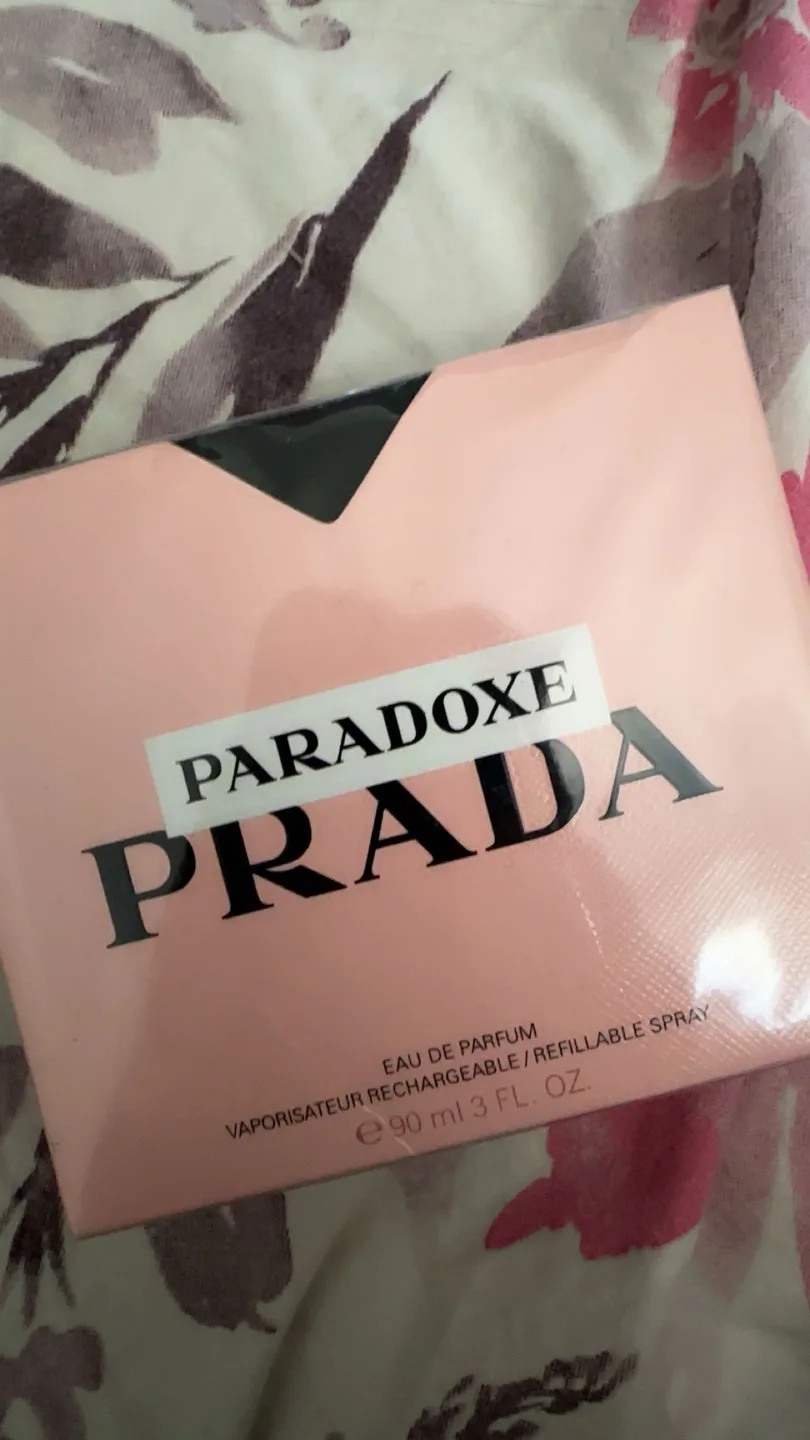 PARADOXE
PRADA
EAU DE PARFUM
VAPORISATEUR RECHARGEABLE / REFILLABLE SPRAY
℮ 90 ml 3 FL. OZ.